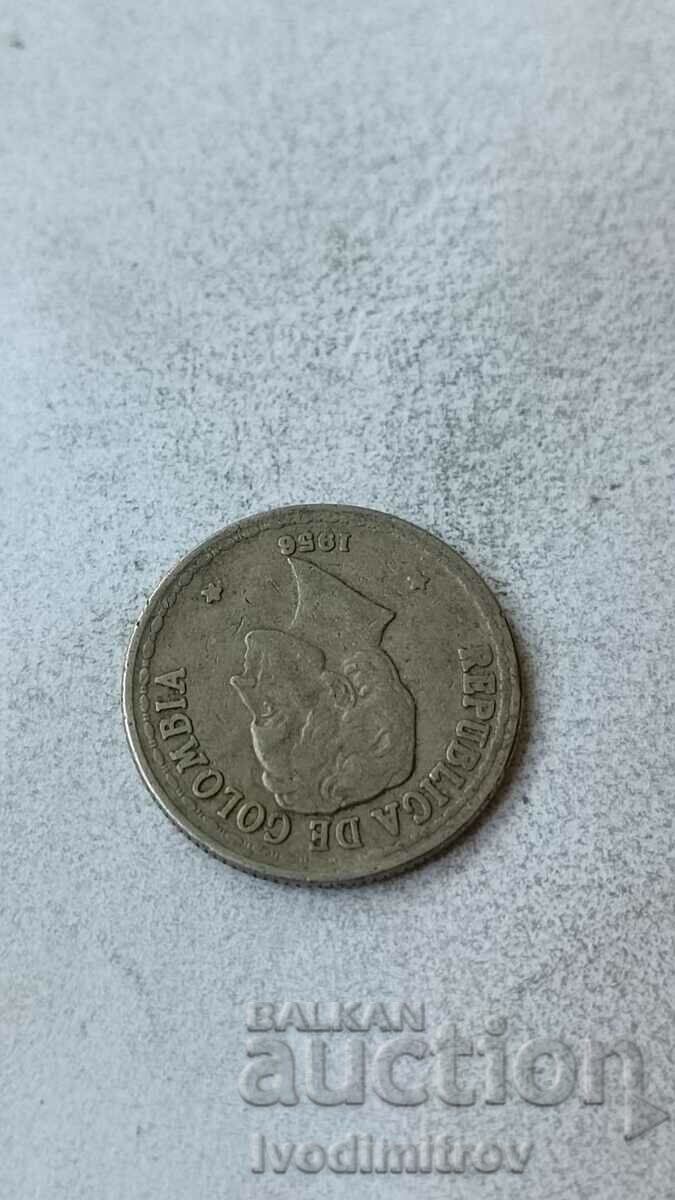 REPUBLICA DE COLOMBIA
1956
BALKAN
auction
Ivodimitrov